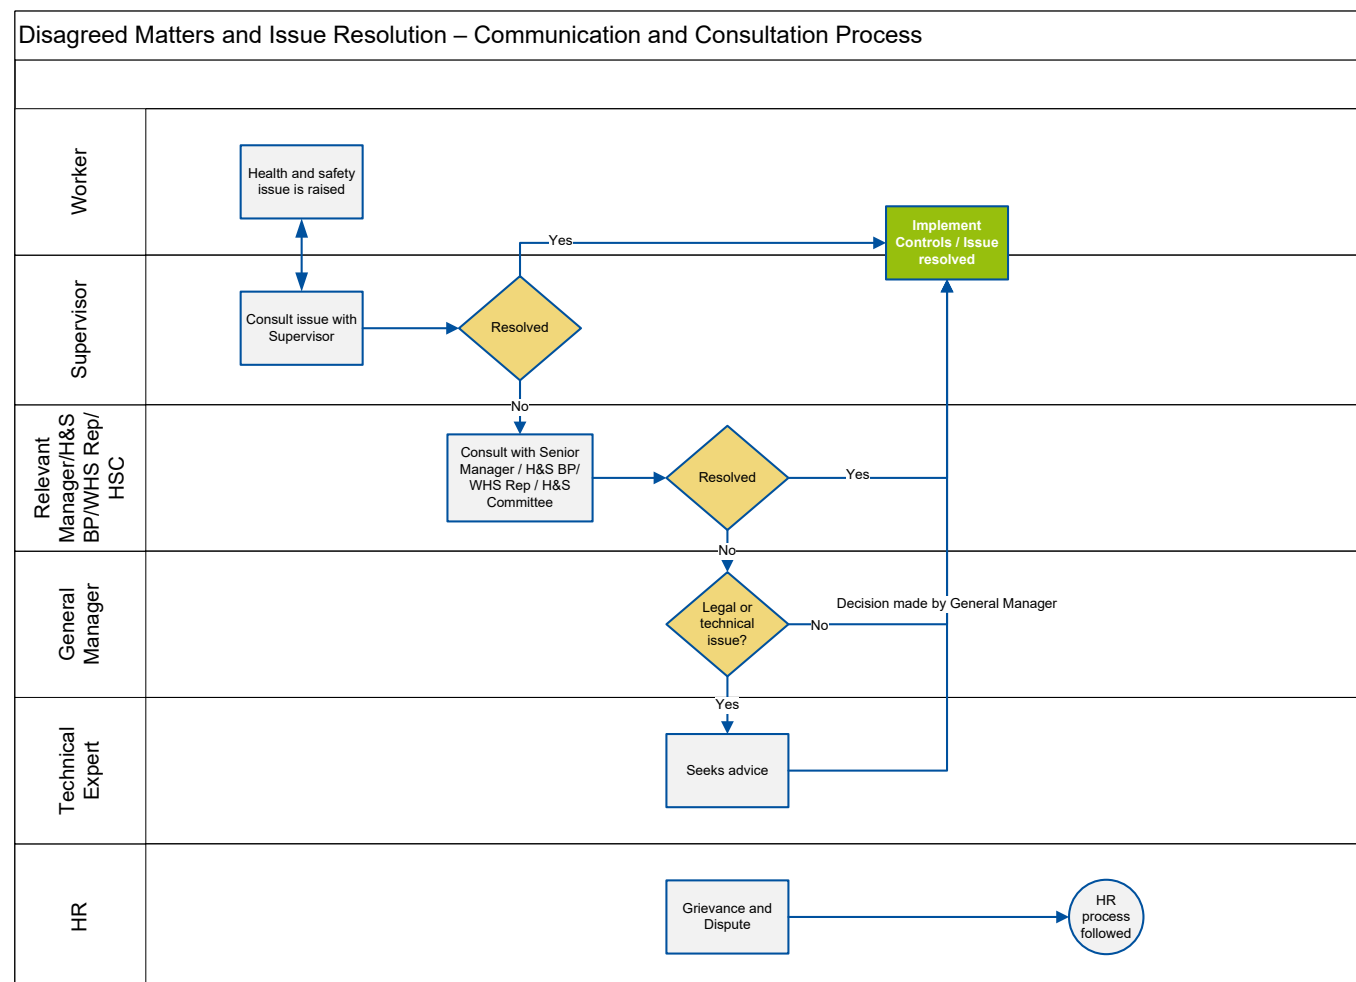 Disagreed Matters and Issue Resolution – Communication and Consultation Process
Worker
Health and safety
issue is raised
Implement
Controls / Issue
resolved
Yes
Supervisor
Consult issue with
Supervisor
Resolved
No
Relevant
Manager/H&S
BP/WHS Rep/
HSC
Consult with Senior
Manager / H&S BP/
WHS Rep / H&S
Committee
Resolved
Yes
No
General
Manager
Legal or
technical
issue?
Decision made by General Manager
No
Yes
Technical
Expert
Seeks advice
HR
Grievance and
Dispute
HR
process
followed